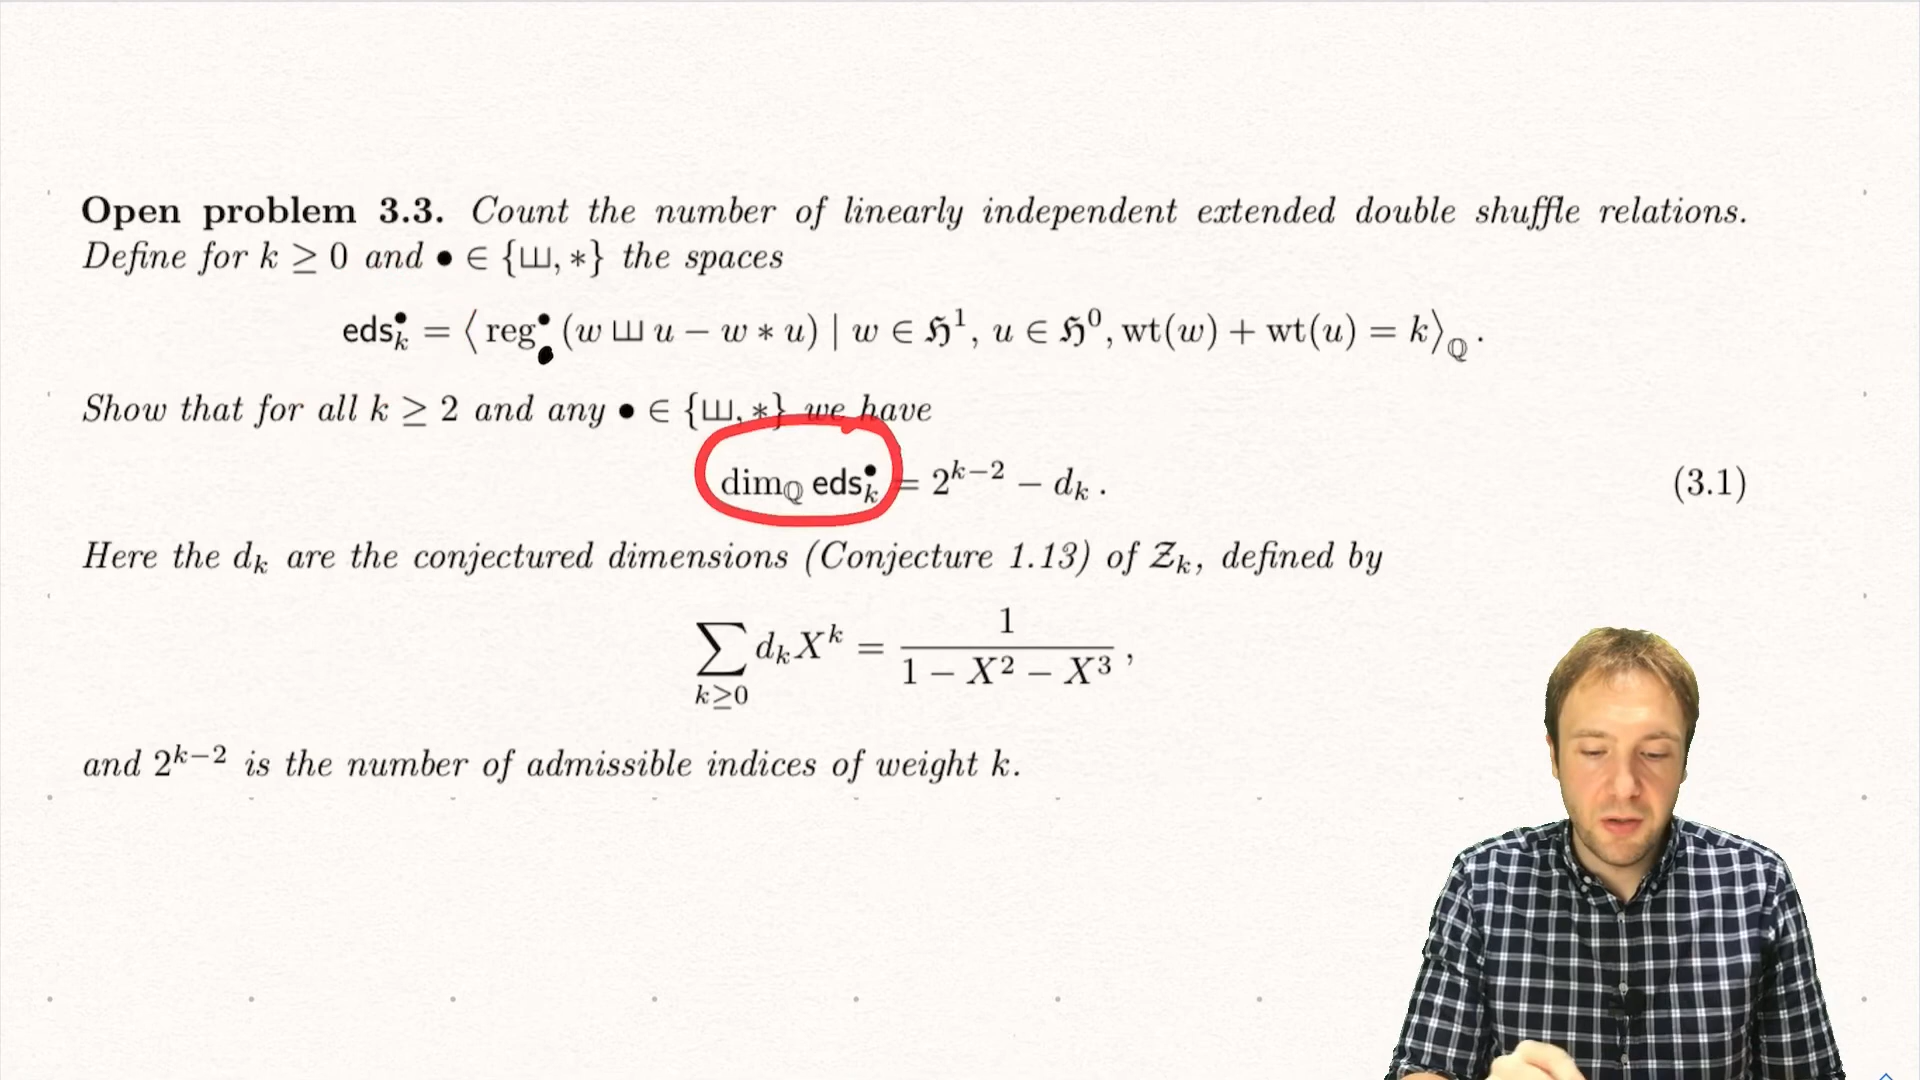 Open problem 3.3. Count the number of linearly independent extended double shuffle relations.
Define for k ≥ 0 and • ∈ {ш, ∗} the spaces
eds•ₖ = ⟨ reg•• (w ш u − w ∗ u) | w ∈ ℌ¹, u ∈ ℌ⁰, wt(w) + wt(u) = k⟩_ℚ .
Show that for all k ≥ 2 and any • ∈ {ш, ∗} we have
dim_ℚ eds•ₖ = 2ᵏ⁻² − dₖ . (3.1)
Here the dₖ are the conjectured dimensions (Conjecture 1.13) of 𝒵ₖ, defined by
∑_{k≥0} dₖXᵏ = 1 / (1 − X² − X³) ,
and 2ᵏ⁻² is the number of admissible indices of weight k.